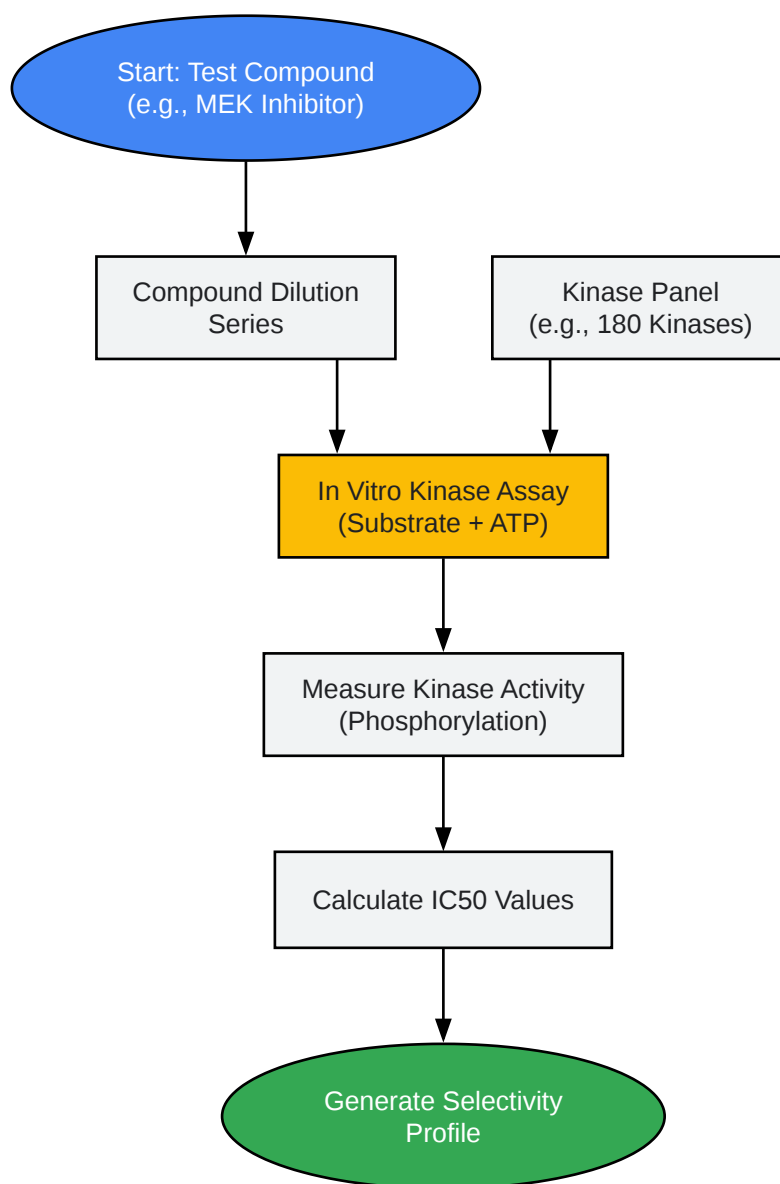 Start: Test Compound
(e.g., MEK Inhibitor)
Compound Dilution
Series
Kinase Panel
(e.g., 180 Kinases)
In Vitro Kinase Assay
(Substrate + ATP)
Measure Kinase Activity
(Phosphorylation)
Calculate IC50 Values
Generate Selectivity
Profile